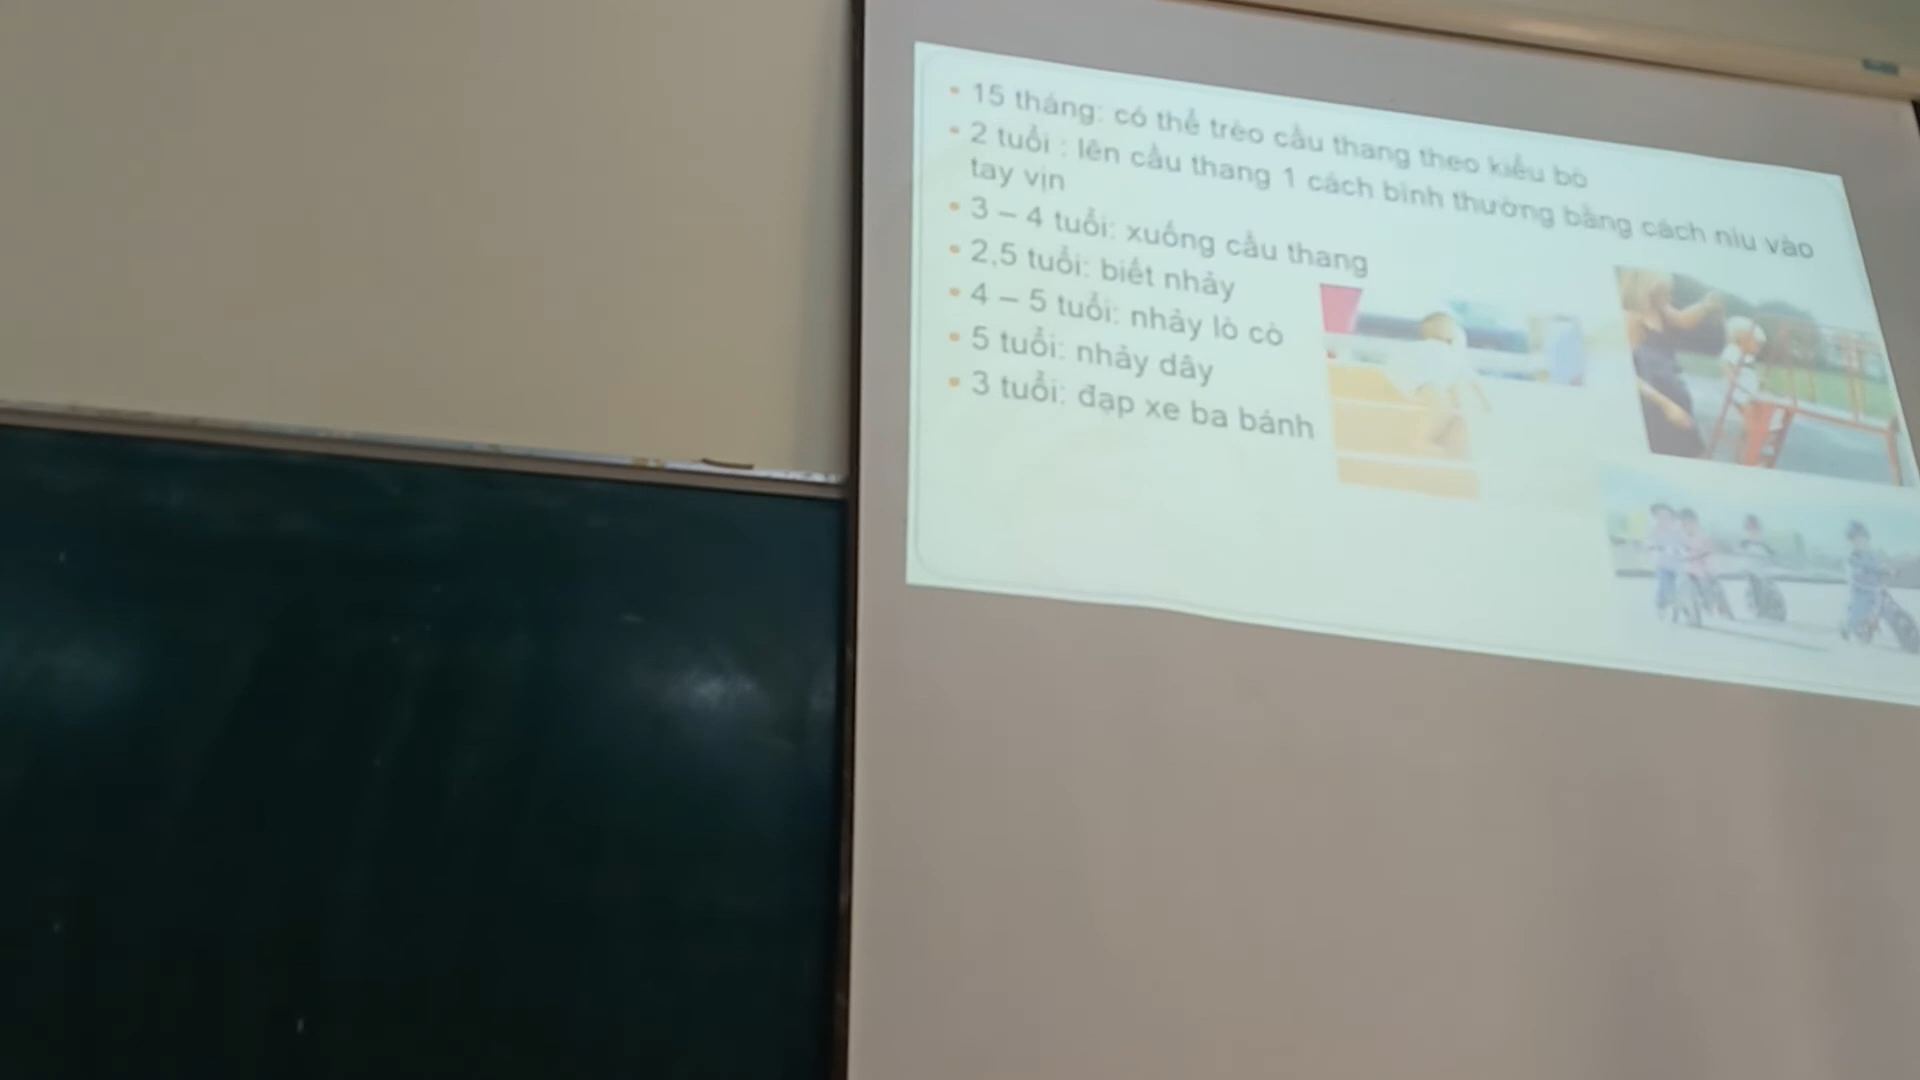 • 15 tháng: có thể trèo cầu thang theo kiểu bò
• 2 tuổi : lên cầu thang 1 cách bình thường bằng cách níu vào
tay vịn
• 3 – 4 tuổi: xuống cầu thang
• 2,5 tuổi: biết nhảy
• 4 – 5 tuổi: nhảy lò cò
• 5 tuổi: nhảy dây
• 3 tuổi: đạp xe ba bánh